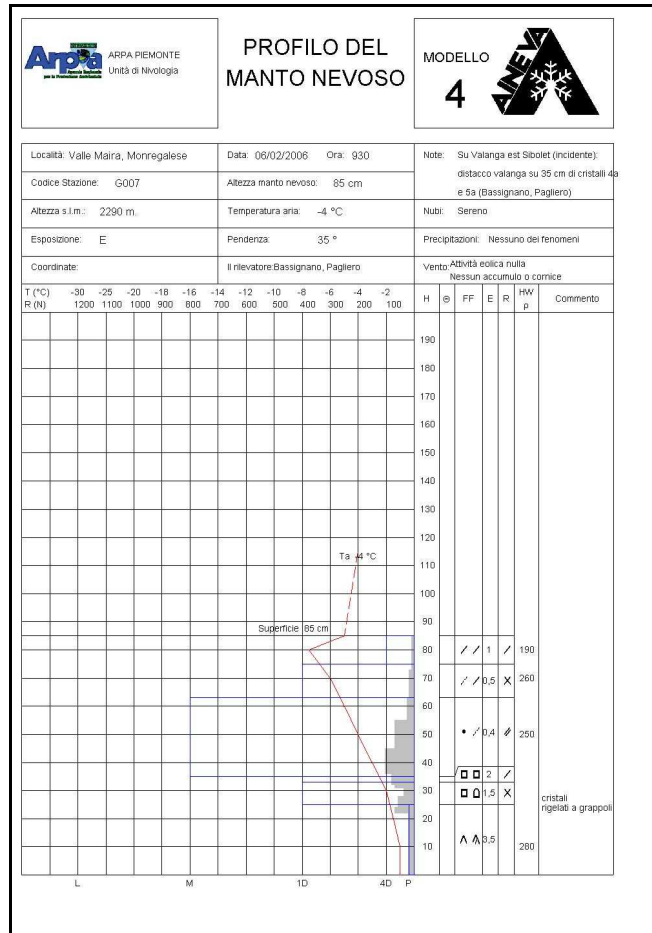 Arpa
ARPA PIEMONTE
Unità di Nivologia
PROFILO DEL
MANTO NEVOSO
MODELLO
4
AINEVA
Località: Valle Maira, Monregalese
Data: 06/02/2006 Ora: 930
Note: Su Valanga est Sibolet (incidente):
distacco valanga su 35 cm di cristalli 4a
e 5a (Bassignano, Pagliero)
Codice Stazione: G007
Altezza manto nevoso: 85 cm
Altezza s.l.m.: 2290 m.
Temperatura aria: -4 °C
Nubi: Sereno
Esposizione: E
Pendenza: 35 °
Precipitazioni: Nessuno dei fenomeni
Coordinate:
Il rilevatore: Bassignano, Pagliero
Vento: Attività eolica nulla
Nessun accumulo o cornice
T (°C) -30 -25 -20 -18 -16 -14 -12 -10 -8 -6 -4 -2
R (N) 1200 1100 1000 900 800 700 600 500 400 300 200 100
H FF E R HW ρ Commento
190
180
170
160
150
140
130
120
Ta -4 °C
110
100
90
Superficie 85 cm
80 1 190
70 0,5 260
60
50 0,4 250
40
2
30 1,5
cristali
rigelati a grappoli
20
3,5
10 280
L M 1D 4D P